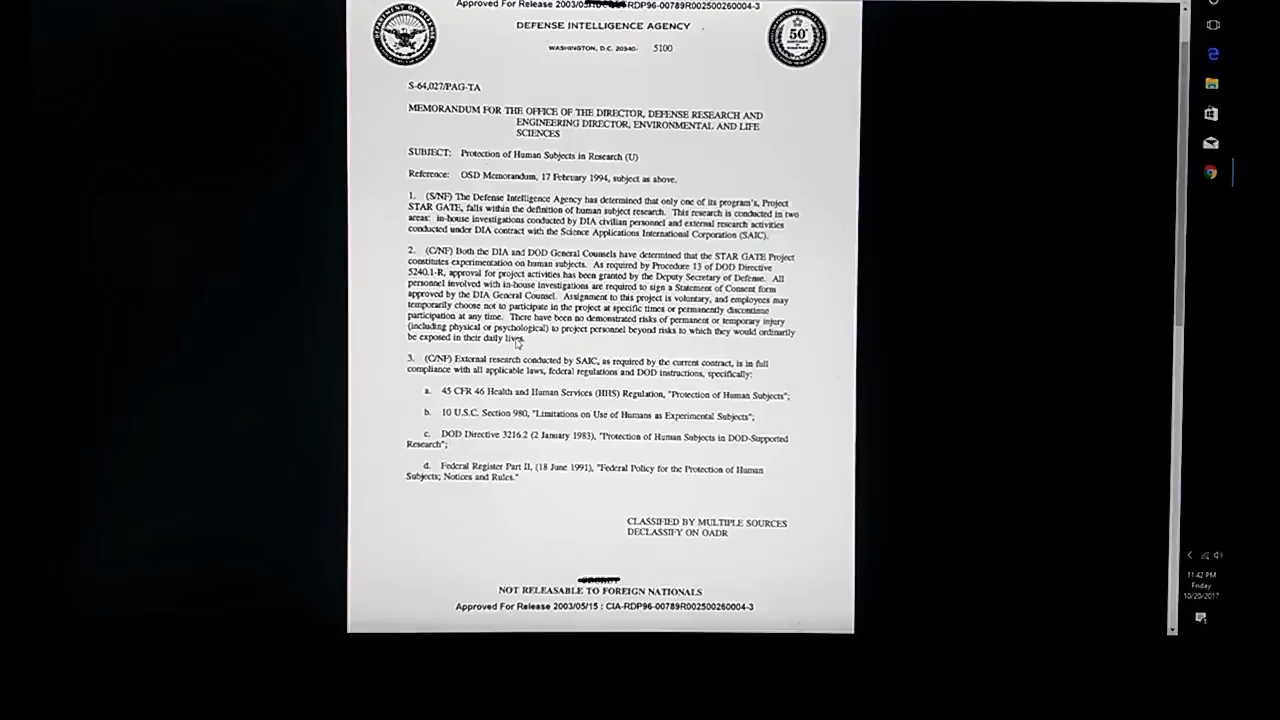 Approved For Release 2003/05/ RDP96-00789R002500260004-3
DEFENSE INTELLIGENCE AGENCY
WASHINGTON, D.C. 20340- 5100
50
S-64,027/PAG-TA
MEMORANDUM FOR THE OFFICE OF THE DIRECTOR, DEFENSE RESEARCH AND
ENGINEERING DIRECTOR, ENVIRONMENTAL AND LIFE
SCIENCES
SUBJECT: Protection of Human Subjects in Research (U)
Reference: OSD Memorandum, 17 February 1994, subject as above.
1. (S/NF) The Defense Intelligence Agency has determined that only one of its program's, Project
STAR GATE, falls within the definition of human subject research. This research is conducted in two
areas: in-house investigations conducted by DIA civilian personnel and external research activities
conducted under DIA contract with the Science Applications International Corporation (SAIC).
2. (C/NF) Both the DIA and DOD General Counsels have determined that the STAR GATE Project
constitutes experimentation on human subjects. As required by Procedure 13 of DOD Directive
5240.1-R, approval for project activities has been granted by the Deputy Secretary of Defense. All
personnel involved with in-house investigations are required to sign a Statement of Consent form
approved by the DIA General Counsel. Assignment to this project is voluntary, and employees may
temporarily choose not to participate in the project at specific times or permanently discontinue
participation at any time. There have been no demonstrated risks of permanent or temporary injury
(including physical or psychological) to project personnel beyond risks to which they would ordinarily
be exposed in their daily lives.
3. (C/NF) External research conducted by SAIC, as required by the current contract, is in full
compliance with all applicable laws, federal regulations and DOD instructions, specifically:
a. 45 CFR 46 Health and Human Services (HHS) Regulation, "Protection of Human Subjects";
b. 10 U.S.C. Section 980, "Limitations on Use of Humans as Experimental Subjects";
c. DOD Directive 3216.2 (2 January 1983), "Protection of Human Subjects in DOD-Supported
Research";
d. Federal Register Part II, (18 June 1991), "Federal Policy for the Protection of Human
Subjects; Notices and Rules."
CLASSIFIED BY MULTIPLE SOURCES
DECLASSIFY ON OADR
NOT RELEASABLE TO FOREIGN NATIONALS
Approved For Release 2003/05/15 : CIA-RDP96-00789R002500260004-3
11:42 PM
Friday
10/20/2017